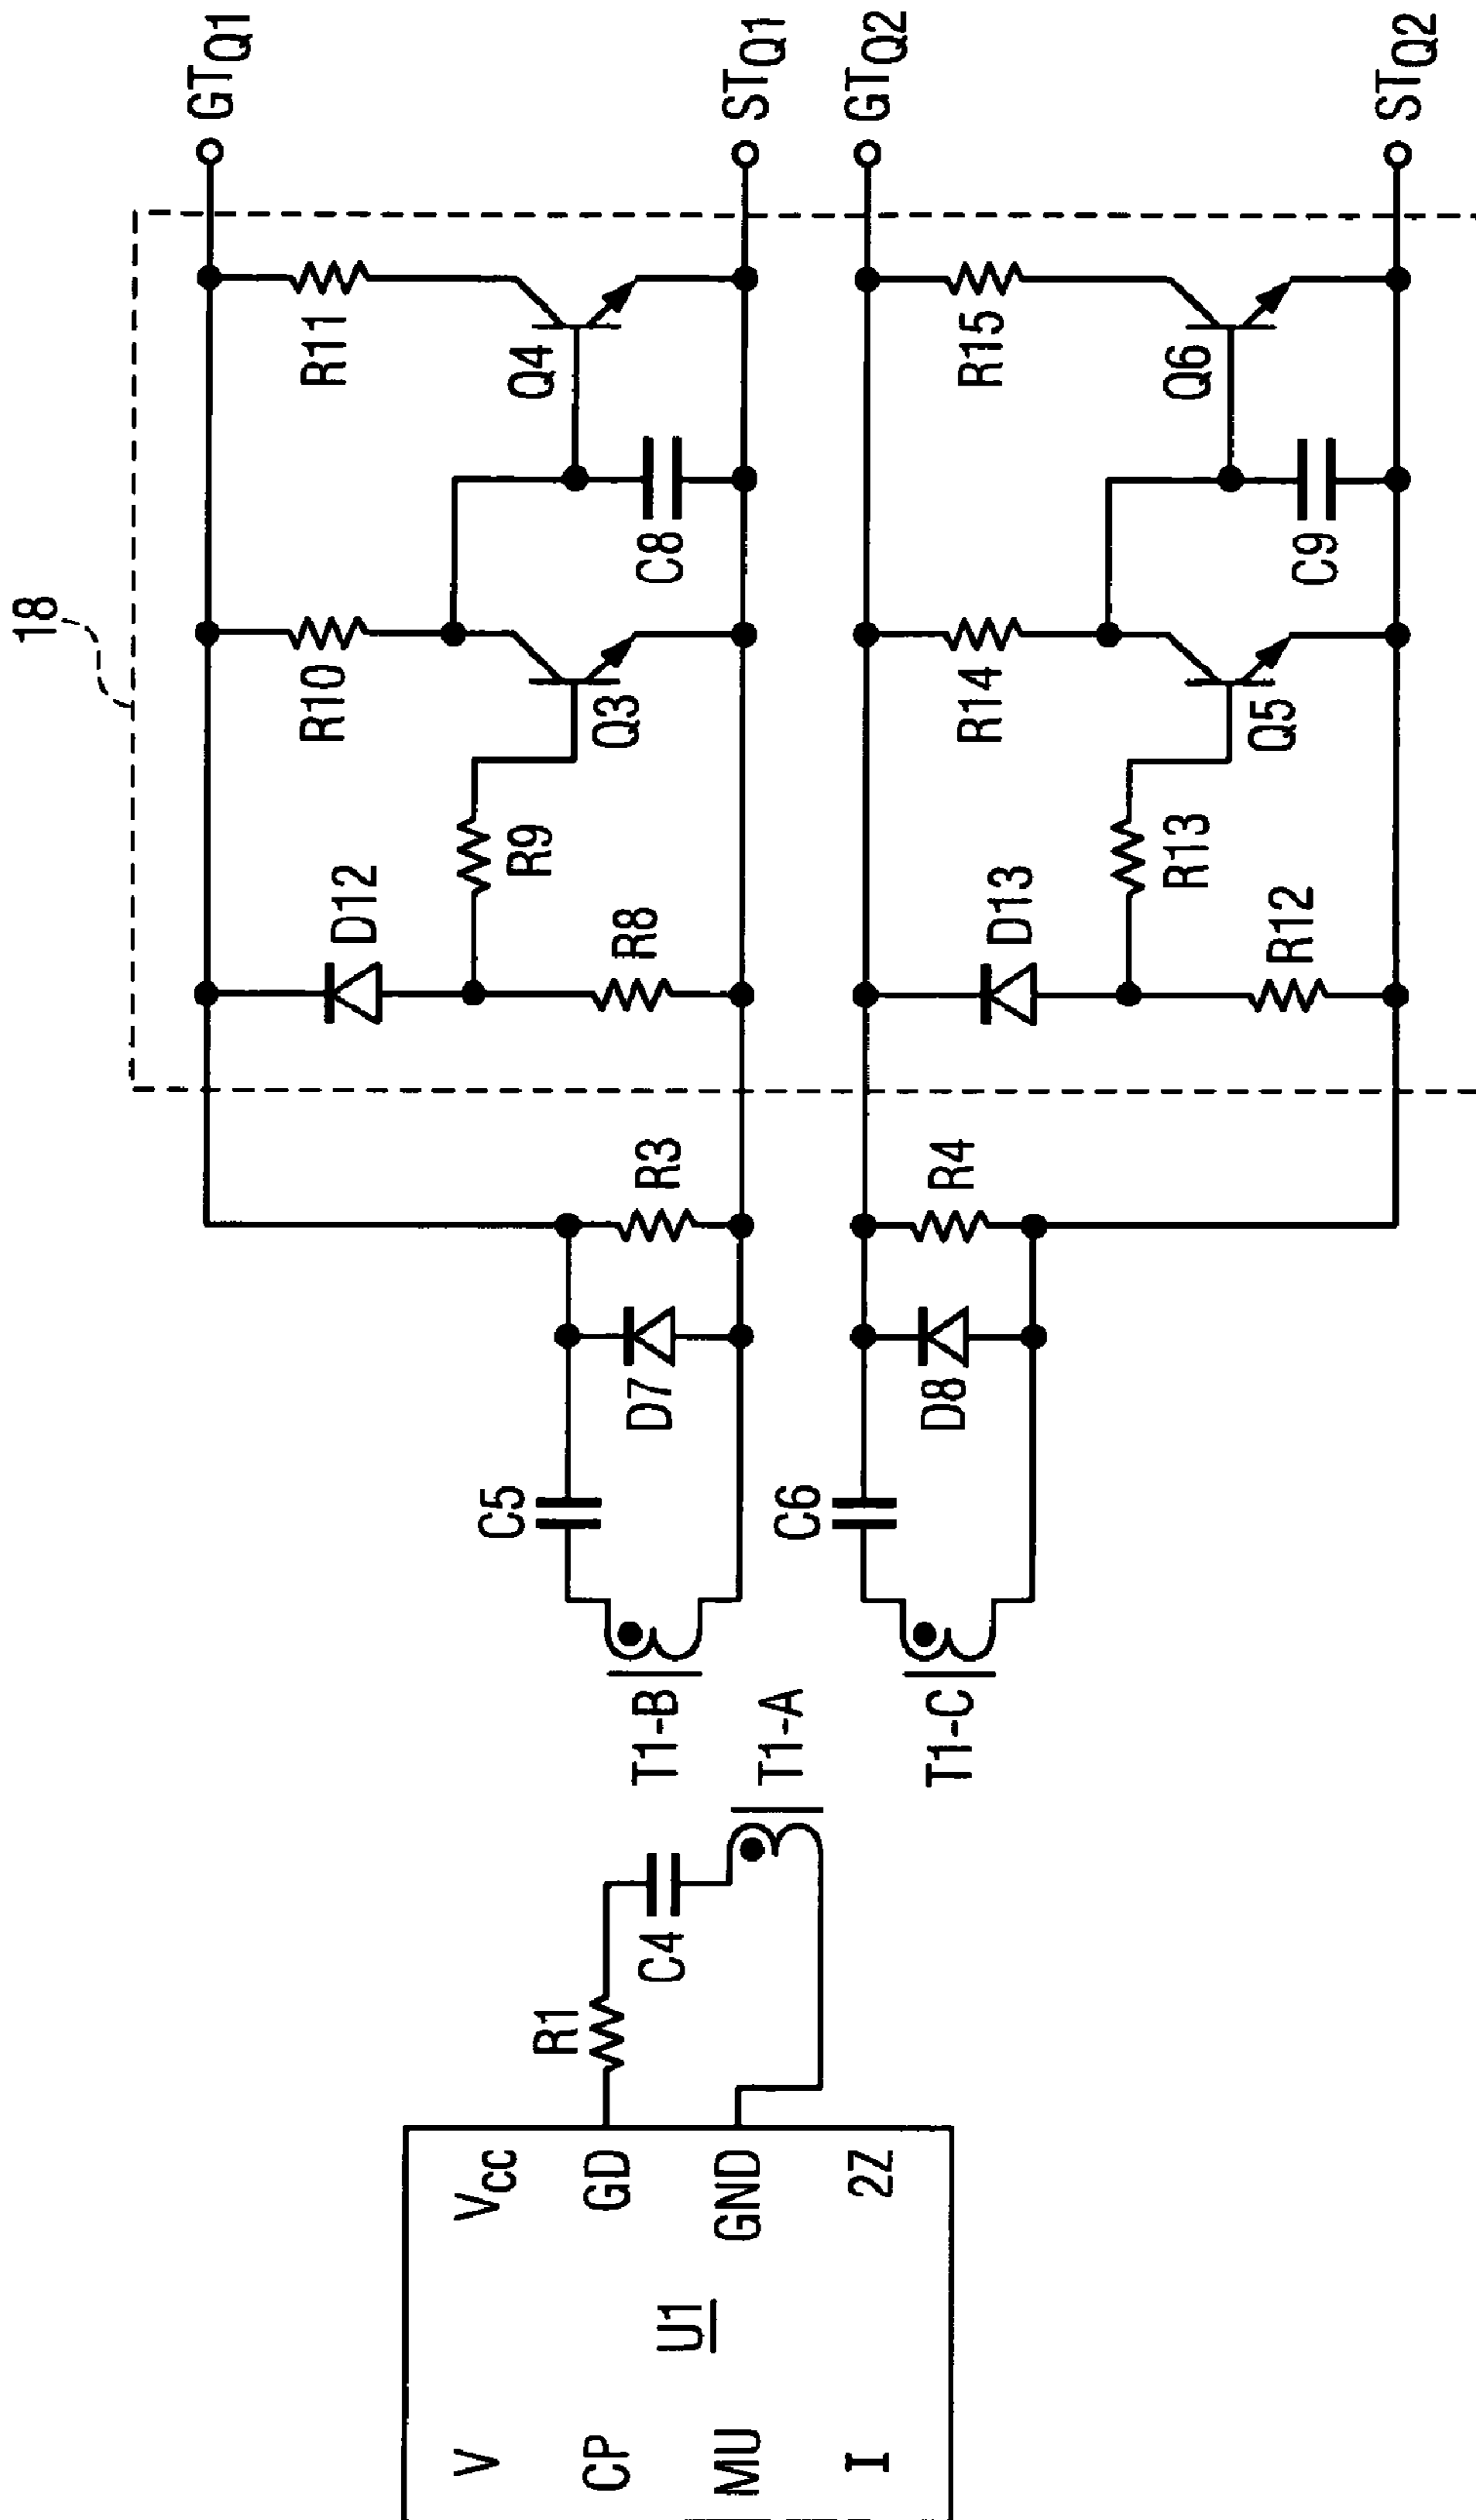 18
GTQ1
R11
Q4
R10
C8
Q3
D12
R9
R8
STQ1
GTQ2
R15
Q6
R14
C9
Q5
D13
R13
R12
STQ2
R3
D7
C5
R4
D8
C6
T1-B
T1-A
T1-C
C4
R1
VCC
GD
GND
2Z
U1
V
CP
MU
I